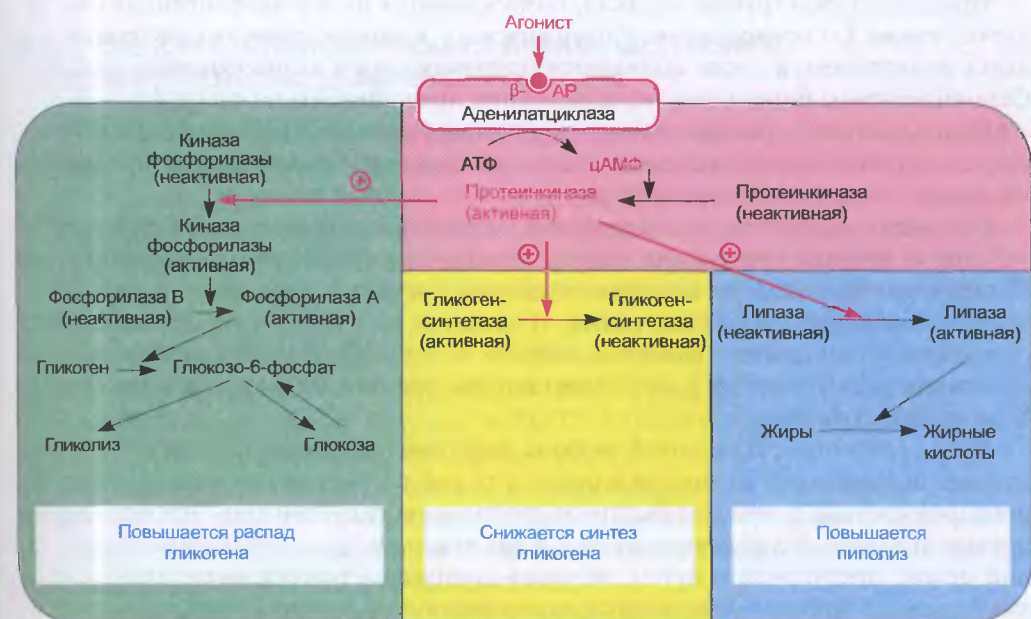 Агонист
β- АР
Аденилатциклаза
АТФ
цАМФ
Протеинкиназа
(активная)
Протеинкиназа
(неактивная)
Киназа
фосфорилазы
(неактивная)
Киназа
фосфорилазы
(активная)
Фосфорилаза В
(неактивная)
Фосфорилаза А
(активная)
Гликоген
Глюкозо-6-фосфат
Гликолиз
Глюкоза
Повышается распад
гликогена
Гликоген-
синтетаза
(активная)
Гликоген-
синтетаза
(неактивная)
Снижается синтез
гликогена
Липаза
(неактивная)
Липаза
(активная)
Жиры
Жирные
кислоты
Повышается
пиполиз